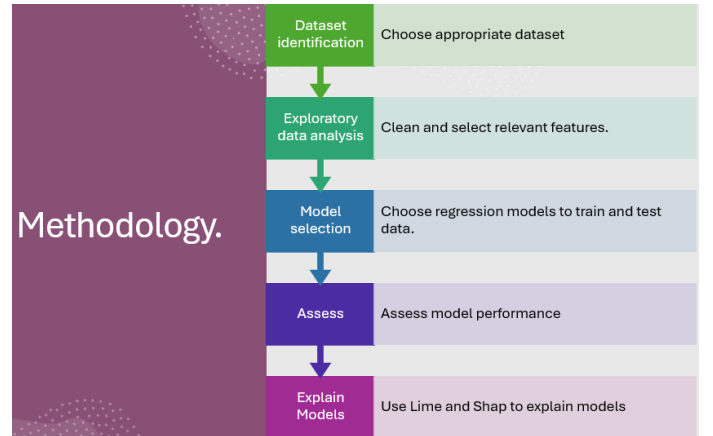 Methodology.
Dataset
identification
Choose appropriate dataset
Exploratory
data analysis
Clean and select relevant features.
Model
selection
Choose regression models to train and test
data.
Assess
Assess model performance
Explain
Models
Use Lime and Shap to explain models